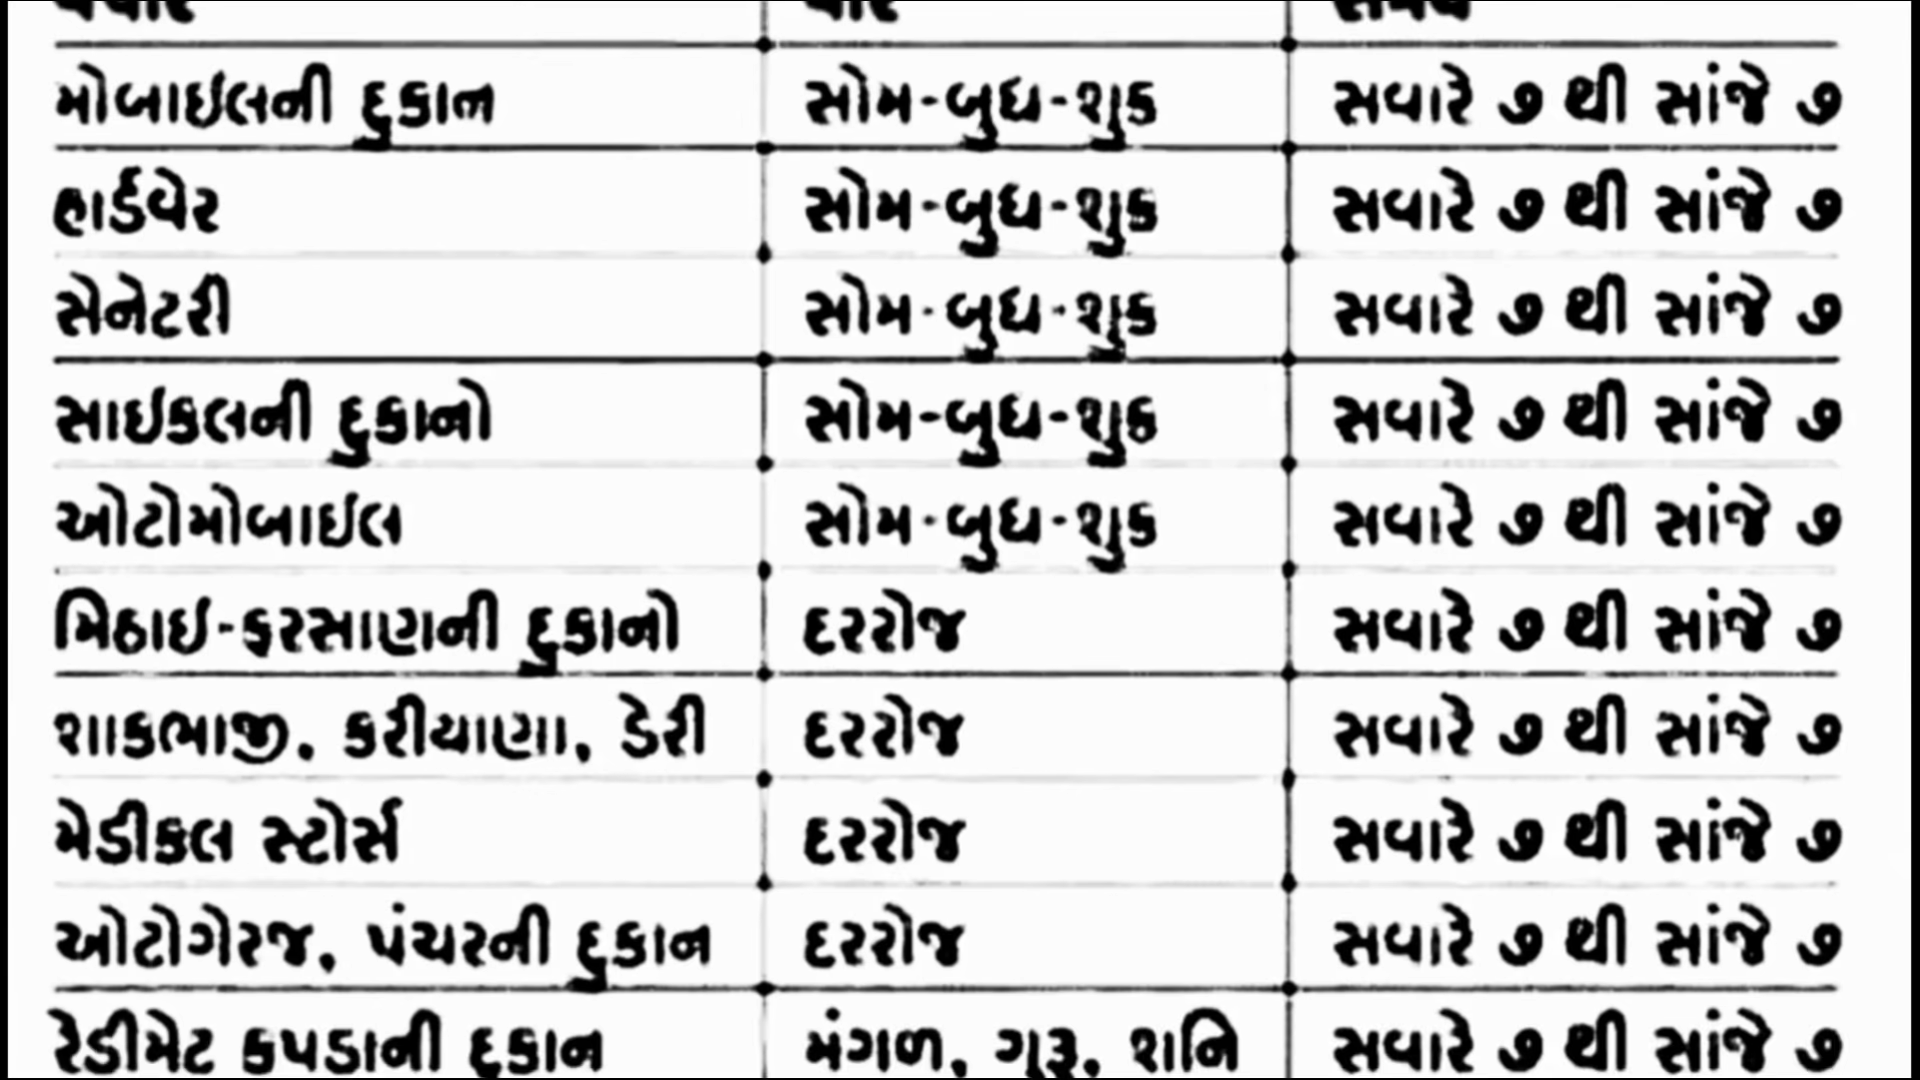 મોબાઇલની દુકાન સોમ-બુધ-શુક્ર સવારે ૭ થી સાંજે ૭
હાર્ડવેર સોમ-બુધ-શુક્ર સવારે ૭ થી સાંજે ૭
સેનેટરી સોમ-બુધ-શુક્ર સવારે ૭ થી સાંજે ૭
સાઇકલની દુકાનો સોમ-બુધ-શુક્ર સવારે ૭ થી સાંજે ૭
ઓટોમોબાઇલ સોમ-બુધ-શુક્ર સવારે ૭ થી સાંજે ૭
મિઠાઇ-ફરસાણની દુકાનો દરરોજ સવારે ૭ થી સાંજે ૭
શાકભાજી, કરીયાણા, ડેરી દરરોજ સવારે ૭ થી સાંજે ૭
મેડીકલ સ્ટોર્સ દરરોજ સવારે ૭ થી સાંજે ૭
ઓટોગેરજ, પંચરની દુકાન દરરોજ સવારે ૭ થી સાંજે ૭
રેડીમેટ કપડાની દુકાન મંગળ, ગુરૂ, શનિ સવારે ૭ થી સાંજે ૭